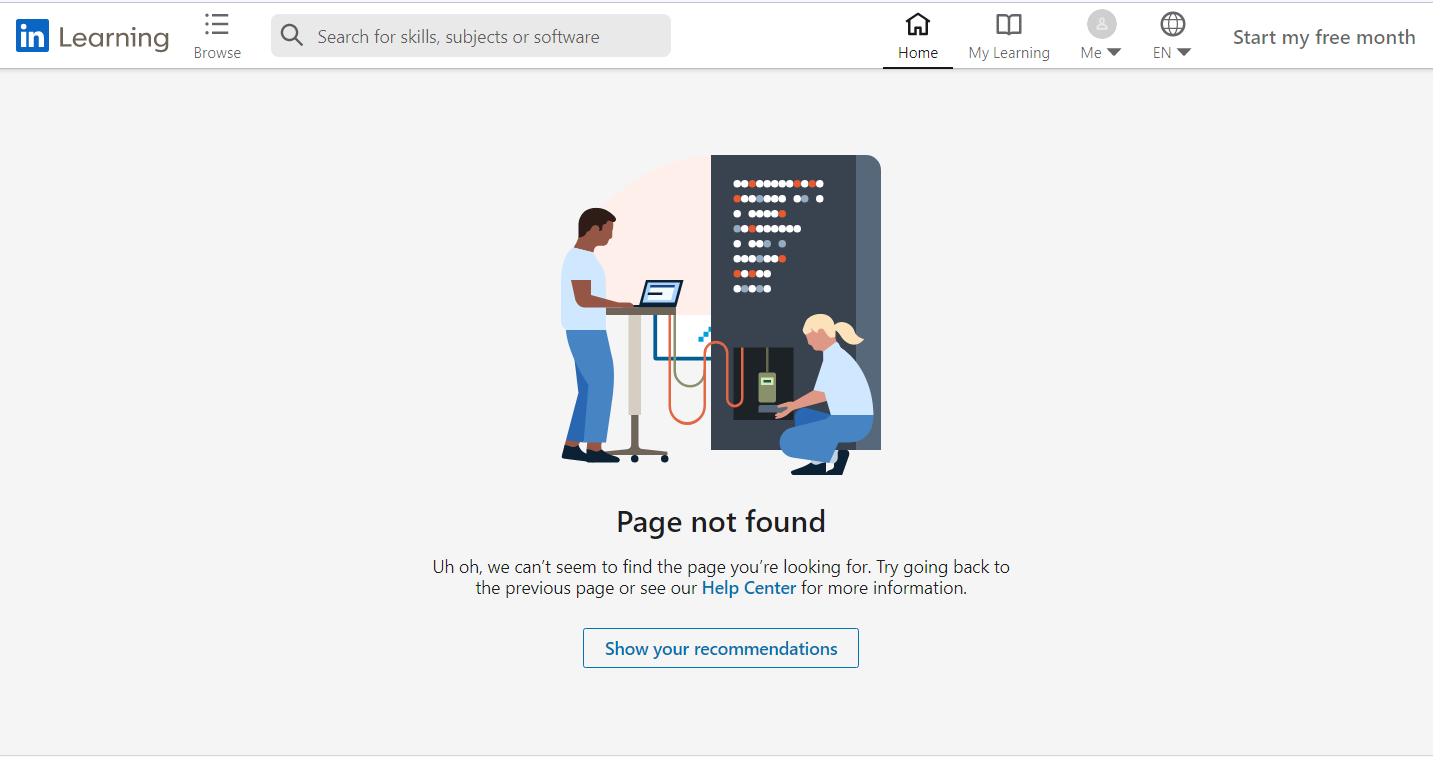 in Learning
Browse
Search for skills, subjects or software
Home
My Learning
Me
EN
Start my free month
Page not found
Uh oh, we can’t seem to find the page you’re looking for. Try going back to
the previous page or see our Help Center for more information.
Show your recommendations